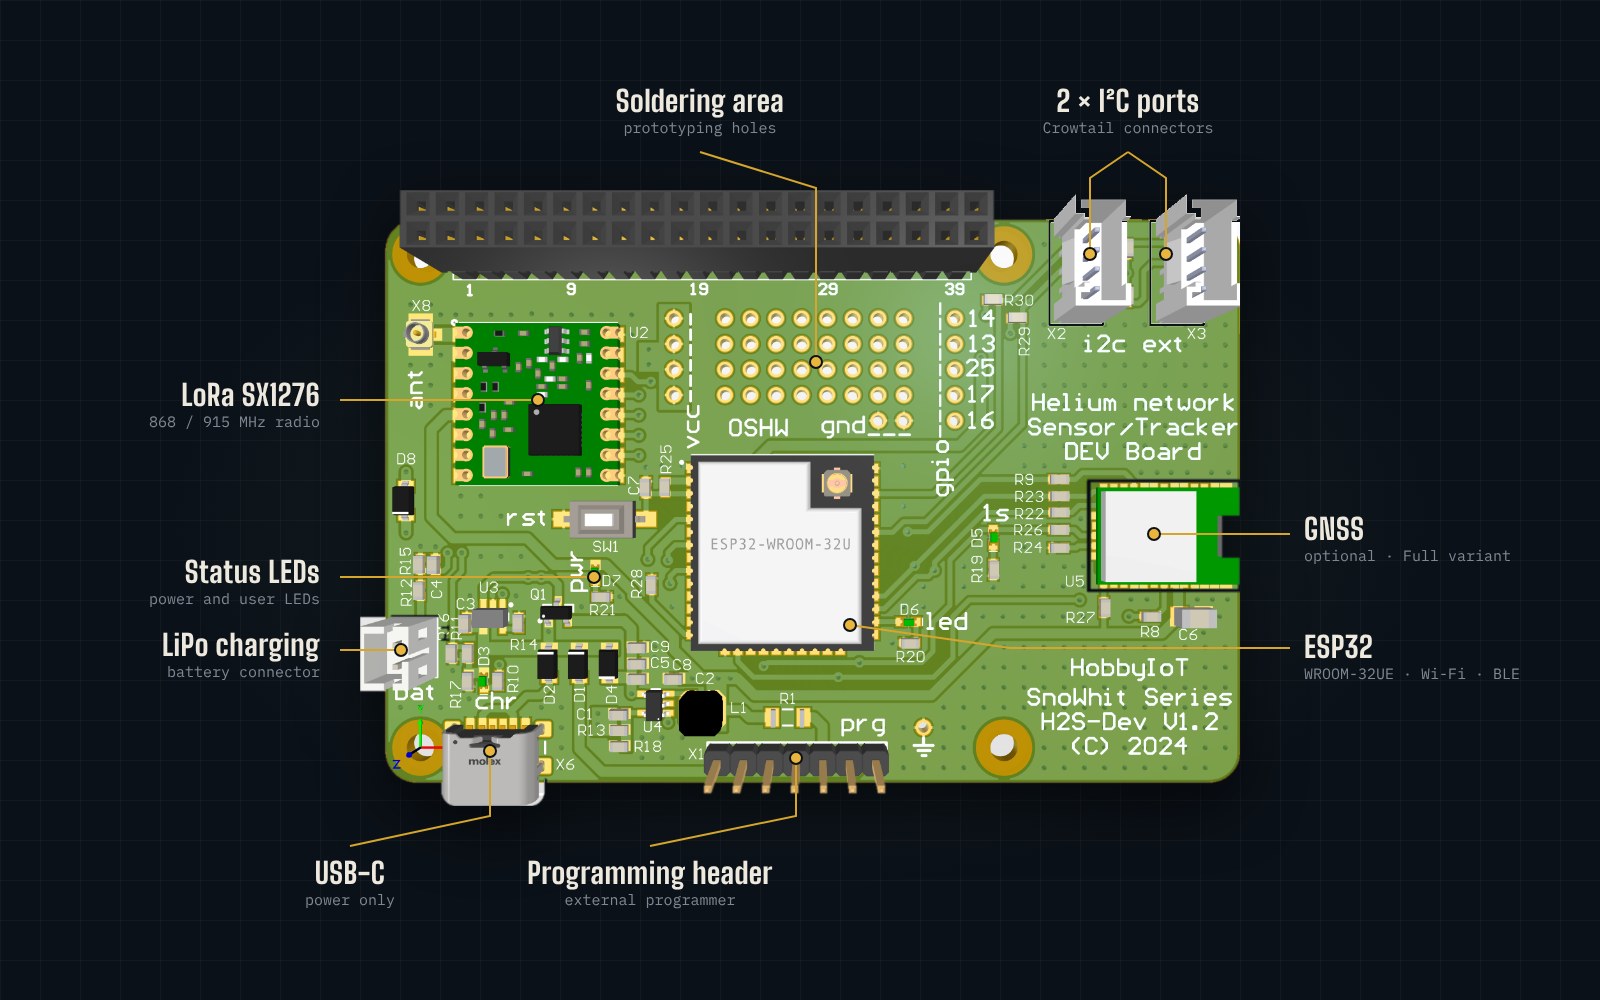 Soldering area
prototyping holes
2 × I²C ports
Crowtail connectors
1 9 19 29 39
X8
U2
14
13
25
17
16
R30
R29
X2
X3
i2c ext
ant
LoRa SX1276
868 / 915 MHz radio
vcc
OSHW
gnd
gpio
Helium network
Sensor/Tracker
DEV Board
D8
C7
R25
rst
SW1
ESP32-WROOM-32U
1s
D5
R19
R9
R23
R22
R26
R24
U5
GNSS
optional · Full variant
Status LEDs
power and user LEDs
R15
R12
C4
U3
pwr
D7
R21
R28
Q1
C3
R14
D6
led
R20
R27
R8
C6
LiPo charging
battery connector
bat
R17
D3
R10
chr
D2
D1
D4
C9
C5
C8
C2
C1
R13
R18
U4
L1
R1
prg
X1
X6
molex
Z
ESP32
WROOM-32UE · Wi-Fi · BLE
HobbyIoT
SnoWhit Series
H2S-Dev V1.2
(C) 2024
USB-C
power only
Programming header
external programmer